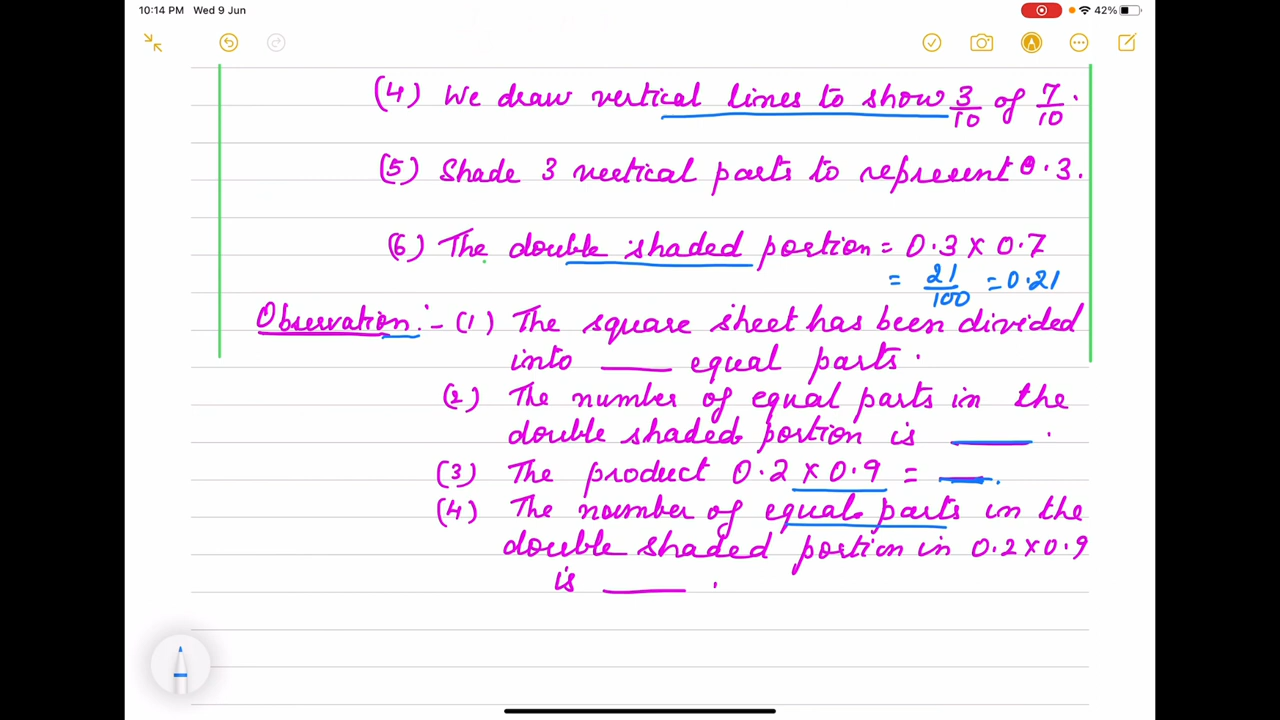 10:14 PM Wed 9 Jun 42%
(4) We draw vertical lines to show 3/10 of 7/10.
(5) Shade 3 vertical parts to represent 0.3.
(6) The double shaded portion = 0.3 × 0.7
= 21/100 = 0.21
Observation :- (1) The square sheet has been divided
into ____ equal parts.
(2) The number of equal parts in the
double shaded portion is ____ .
(3) The product 0.2 × 0.9 = ____.
(4) The number of equal parts in the
double shaded portion in 0.2×0.9
is ____ .